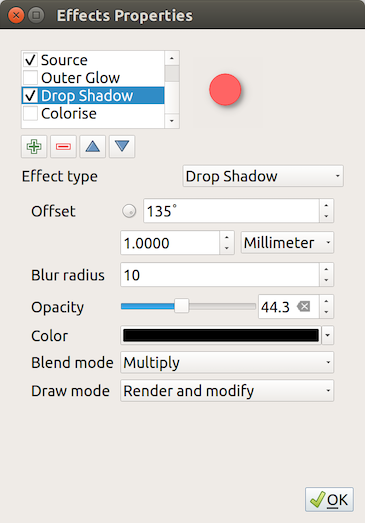 Effects Properties
Source
Outer Glow
Drop Shadow
Colorise
Effect type Drop Shadow
Offset 135°
1.0000 Millimeter
Blur radius 10
Opacity 44.3
Color
Blend mode Multiply
Draw mode Render and modify
OK